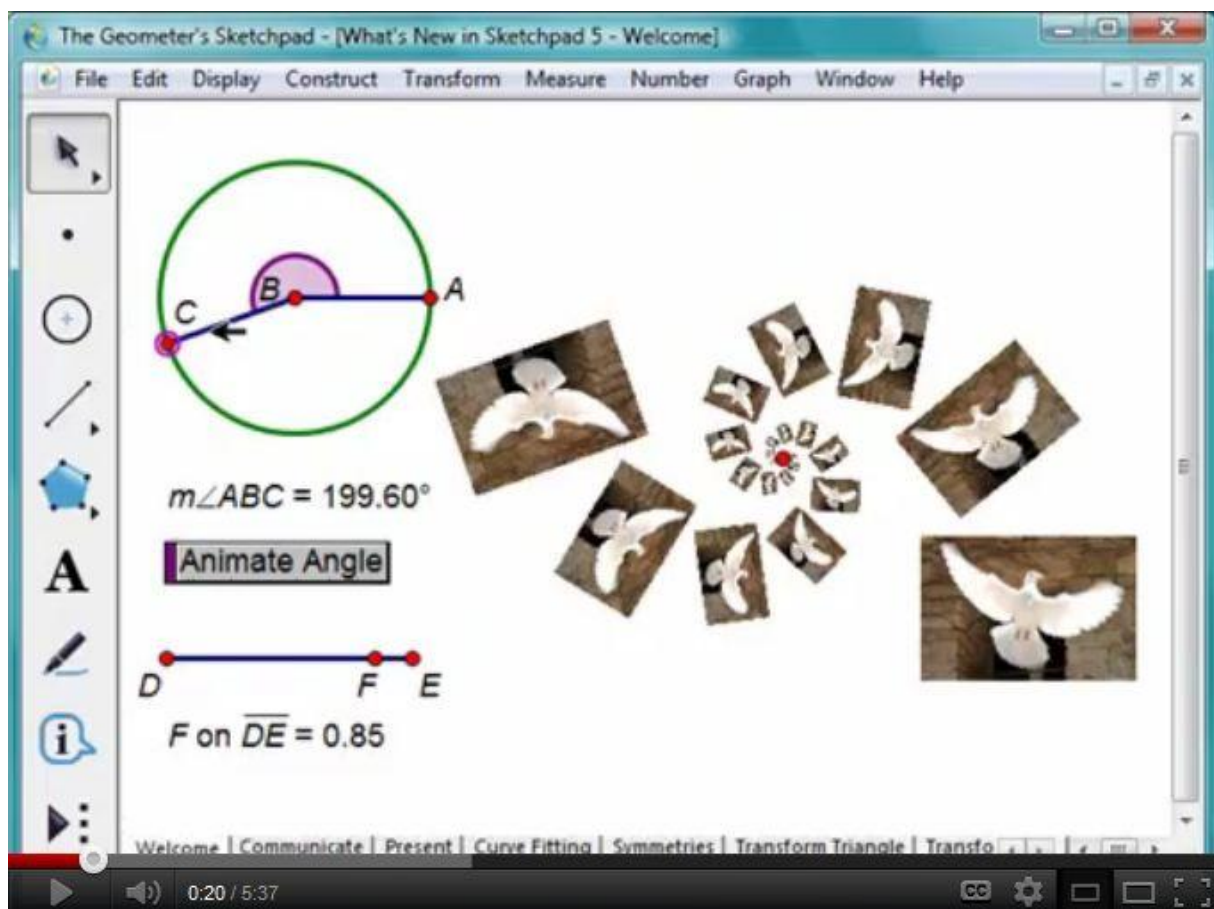 The Geometer's Sketchpad - [What's New in Sketchpad 5 - Welcome]
File Edit Display Construct Transform Measure Number Graph Window Help
A
B
C
m∠ABC = 199.60°
Animate Angle
D F E
F on D̅E̅ = 0.85
A
i
Welcome | Communicate | Present | Curve Fitting | Symmetries | Transform Triangle | Transfo
0:20 / 5:37
CC